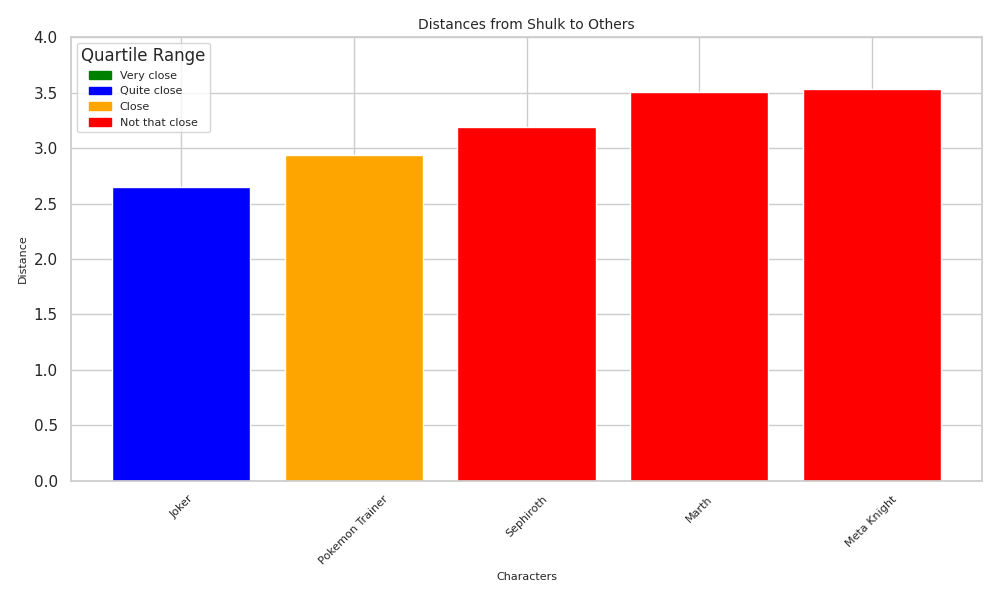 Distances from Shulk to Others
Quartile Range
Very close
Quite close
Close
Not that close
Distance
4.0
3.5
3.0
2.5
2.0
1.5
1.0
0.5
0.0
Joker
Pokemon Trainer
Sephiroth
Marth
Meta Knight
Characters